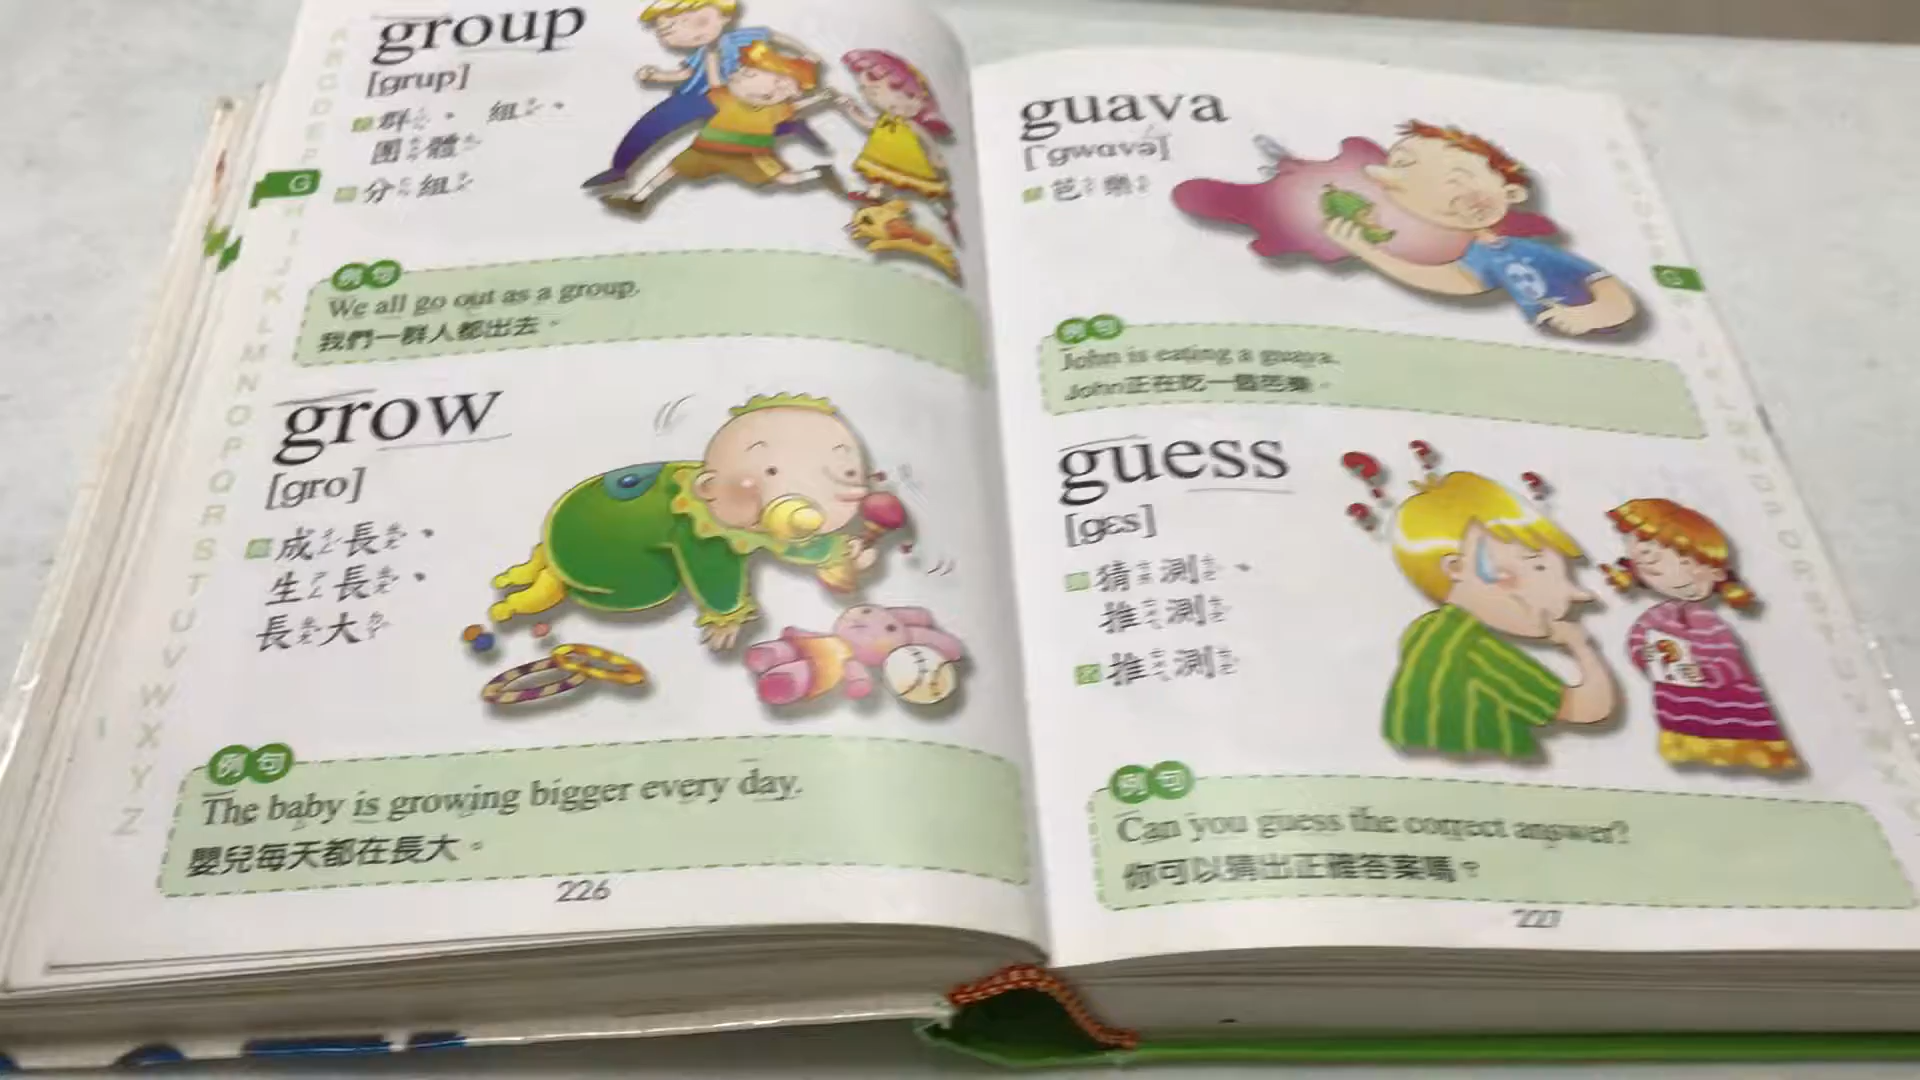 group
[grup]
群、組、
團體
分組
G
例句
We all go out as a group.
我們一群人都出去。
grow
[gro]
成長、
生長、
長大
例句
The baby is growing bigger every day.
嬰兒每天都在長大。
226
guava
[ˈgwɑvə]
芭樂
G
例句
John is eating a guava.
John正在吃一個芭樂。
guess
[gɛs]
猜測、
推測
推測
例句
Can you guess the correct answer?
你可以猜出正確答案嗎？
227